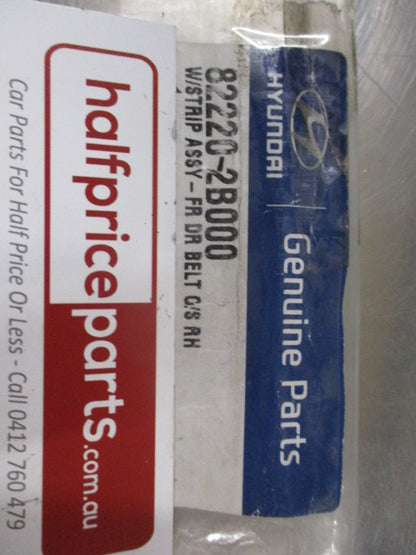 HYUNDAI
Genuine Parts
82220-2B000
W/STRIP ASSY-FR DR BELT O/S RH
halfpriceparts.com.au
Car Parts For Half Price Or Less - Call 0412 760 479